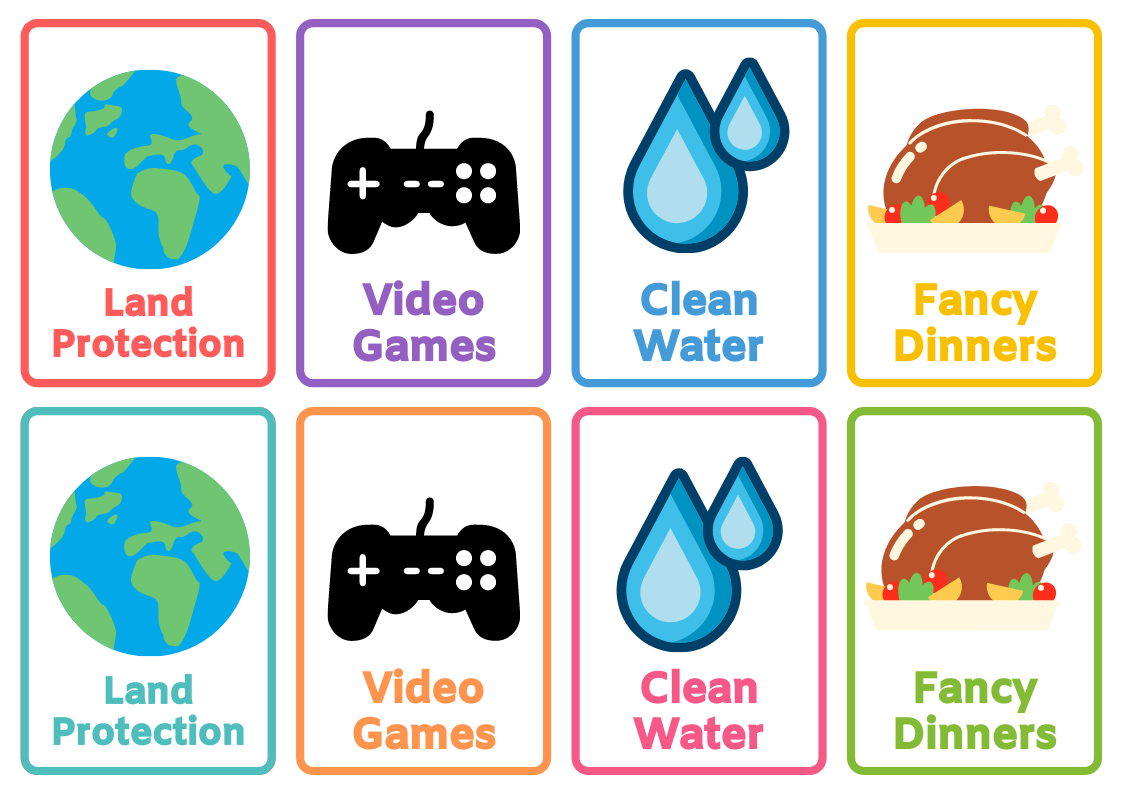 Land
Protection
Video
Games
Clean
Water
Fancy
Dinners
Land
Protection
Video
Games
Clean
Water
Fancy
Dinners